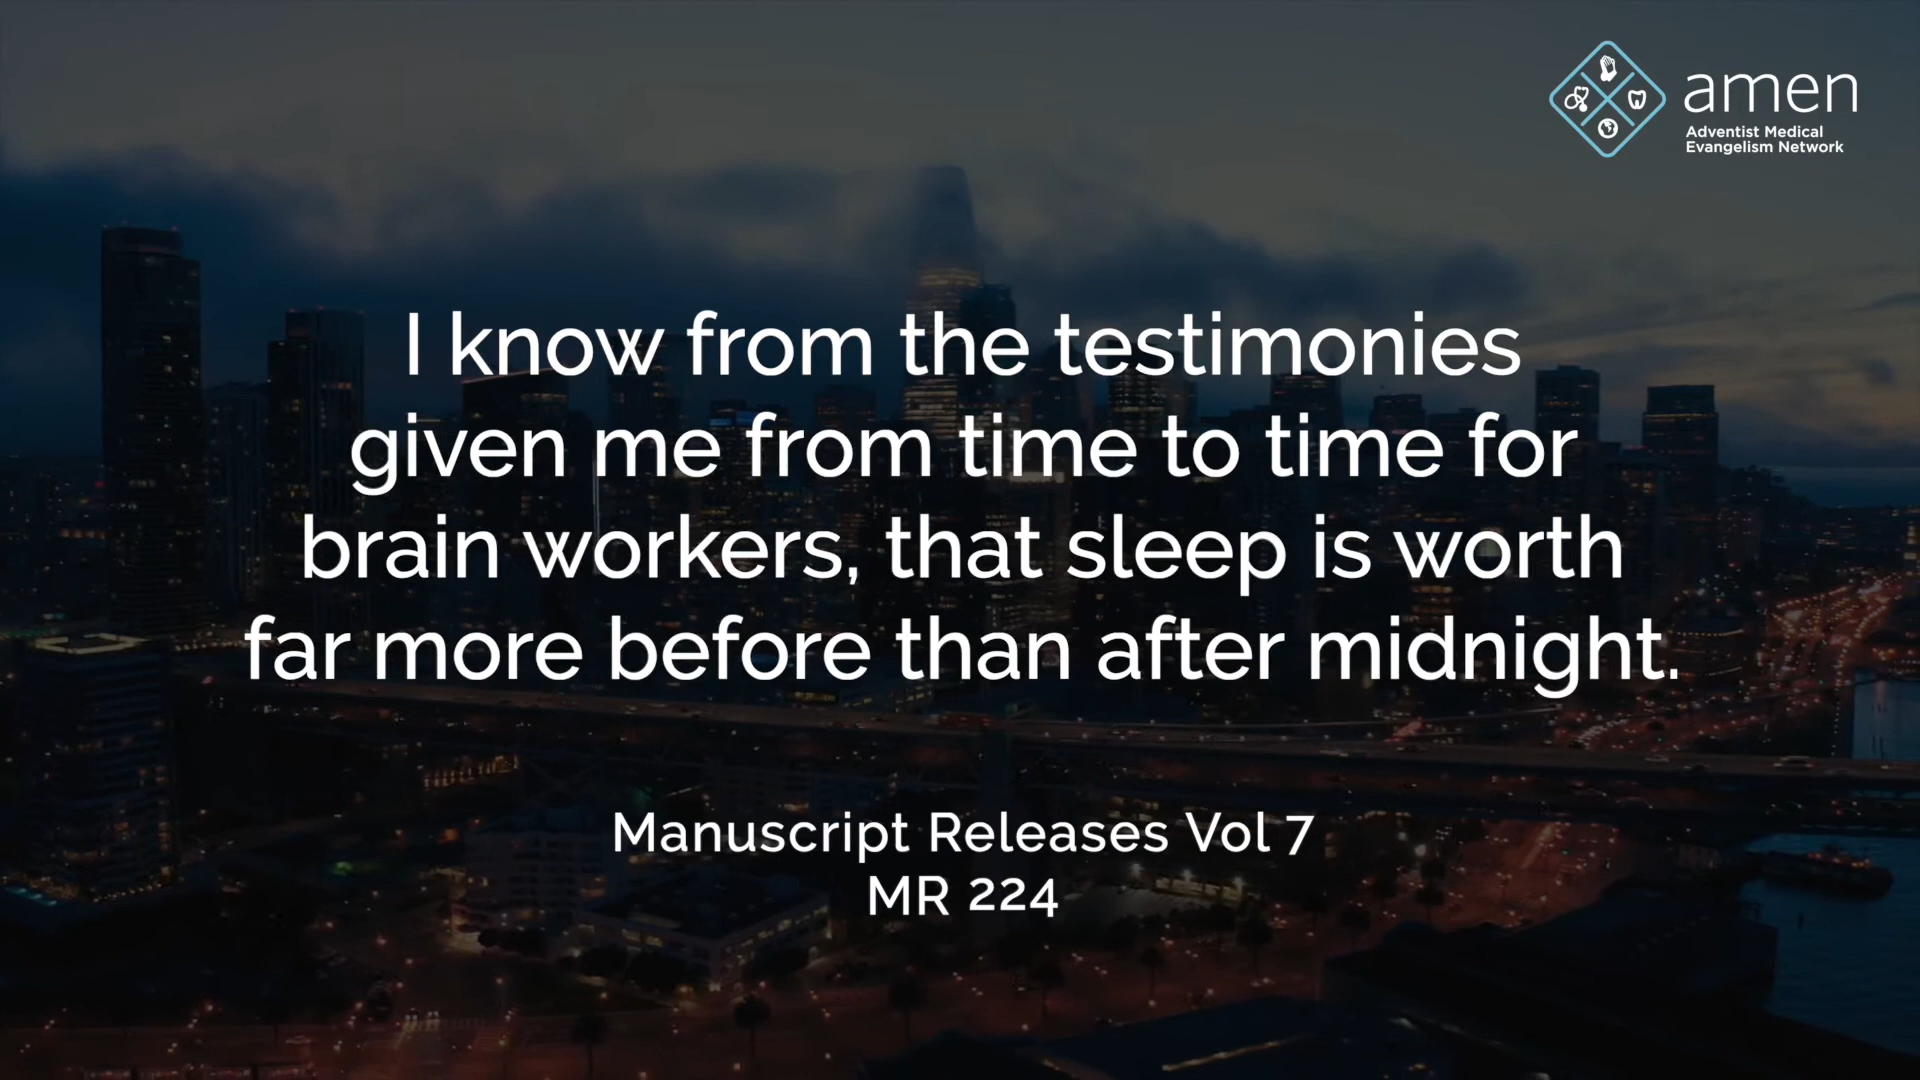 amen
Adventist Medical
Evangelism Network
I know from the testimonies
given me from time to time for
brain workers, that sleep is worth
far more before than after midnight.
Manuscript Releases Vol 7
MR 224